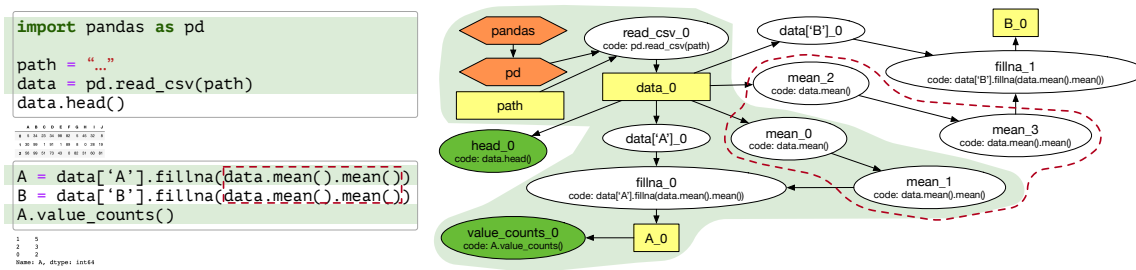 import pandas as pd
path = “…”
data = pd.read_csv(path)
data.head()
A B C D E F G H I J
A = data[‘A’].fillna(data.mean().mean())
B = data[‘B’].fillna(data.mean().mean())
A.value_counts()
1 5
2 3
0 2
Name: A, dtype: int64
pandas
pd
path
read_csv_0
code: pd.read_csv(path)
data_0
head_0
code: data.head()
data[‘A’]_0
fillna_0
code: data[‘A’].fillna(data.mean().mean())
value_counts_0
code: A.value_counts()
A_0
data[‘B’]_0
mean_2
code: data.mean()
mean_0
code: data.mean()
mean_1
code: data.mean().mean()
mean_3
code: data.mean().mean()
fillna_1
code: data[‘B’].fillna(data.mean().mean())
B_0